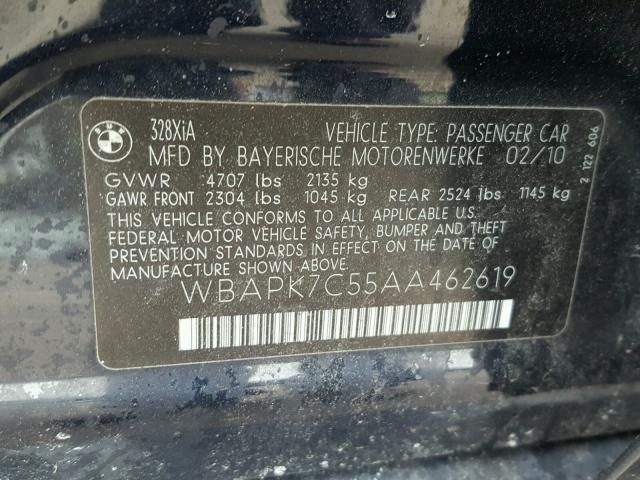 BMW
328XiA VEHICLE TYPE: PASSENGER CAR
MFD BY BAYERISCHE MOTORENWERKE 02/10
GVWR 4707 lbs 2135 kg
GAWR FRONT 2304 lbs 1045 kg REAR 2524 lbs 1145 kg
THIS VEHICLE CONFORMS TO ALL APPLICABLE U.S.
FEDERAL MOTOR VEHICLE SAFETY, BUMPER AND THEFT
PREVENTION STANDARDS IN EFFECT ON THE DATE OF
MANUFACTURE SHOWN ABOVE.
WBAPK7C55AA462619
2 122 606